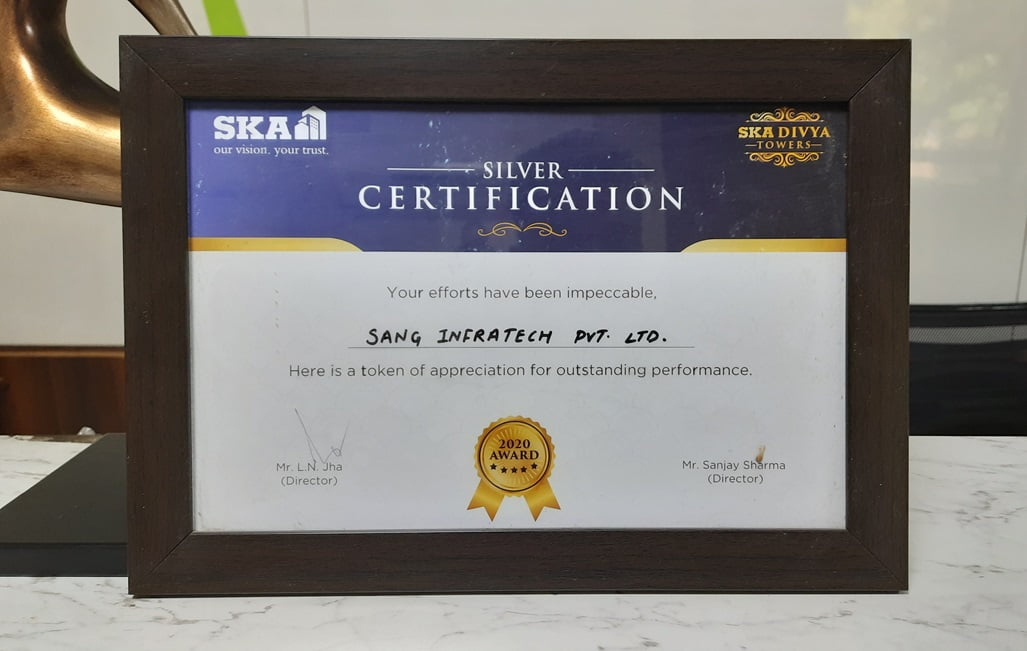 SKA
our vision. your trust.
SKA DIVYA
TOWERS
SILVER
CERTIFICATION
Your efforts have been impeccable,
SANG INFRATECH PVT. LTD.
Here is a token of appreciation for outstanding performance.
2020
AWARD
Mr. L.N. Jha
(Director)
Mr. Sanjay Sharma
(Director)